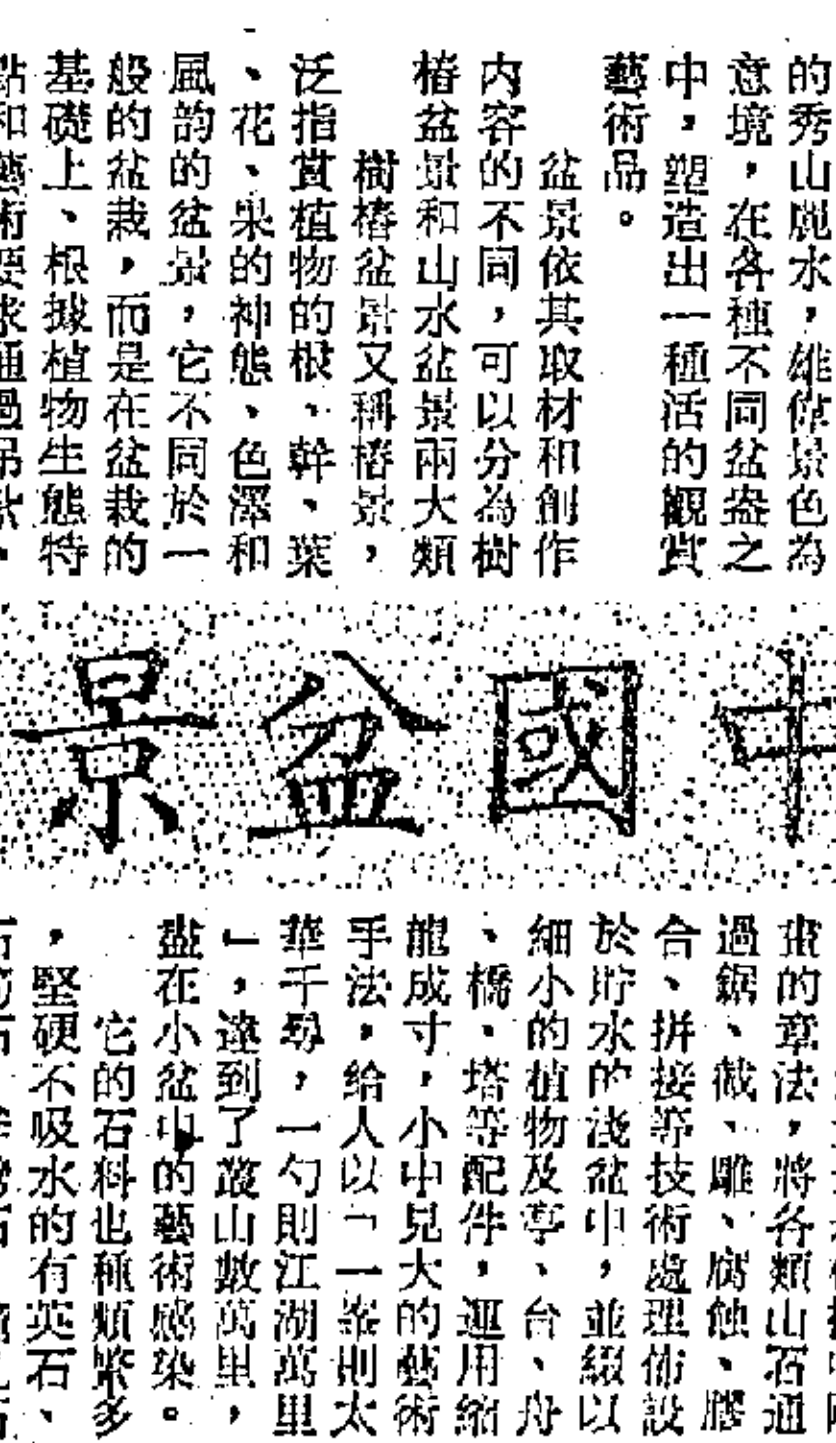 的秀山麗水，雄偉景色為
意境，在各種不同盆盎之
中，塑造出一種活的觀賞
藝術品。
盆景依其取材和創作
內容的不同，可以分為樹
樁盆景和山水盆景兩大類
樹樁盆景又稱樁景，
泛指賞植物的根、幹、葉
、花、果的神態、色澤和
風韵的盆景，它不同於一
般的盆栽，而是在盆栽的
基礎上、根據植物生態特
點和藝術要求通過吊
中國盆景
畫的章法，將各類山石通
過鋸、截、雕、腐蝕、膠
合、拼接等技術處理佈設
於貯水的淺盆中，並綴以
細小的植物及亭、台、舟
、橋、塔等配件，運用縮
龍成寸，小中見大的藝術
手法，給人以「一峯則太
華千尋，一勺則江湖萬里
」，達到了叢山數萬里，
盡在小盆中的藝術感染。
它的石料也種類繁多
，堅硬不吸水的有英石、